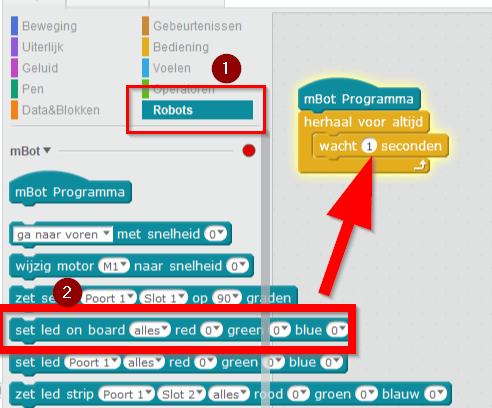 Beweging
Gebeurtenissen
Uiterlijk
Bediening
Geluid
Voelen
1
Pen
Operatoren
Data&Blokken
Robots
mBot
mBot Programma
ga naar voren met snelheid 0
wijzig motor M1 naar snelheid 0
2
zet se Poort 1 Slot 1 op 90 graden
set led on board alles red 0 green 0 blue 0
set led Poort 1 alles red 0 green 0 blue 0
zet led strip Poort 1 Slot 2 alles rood 0 groen 0 blauw 0
mBot Programma
herhaal voor altijd
wacht 1 seconden